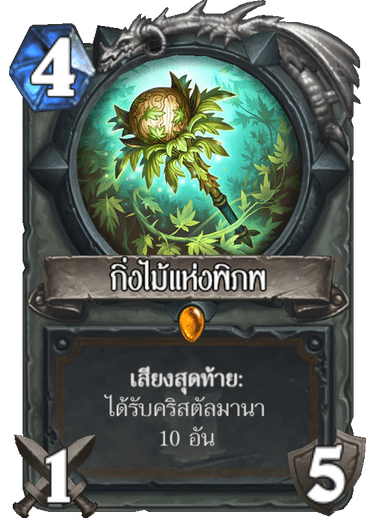 4
กิ่งไม้แห่งพิภพ
เสียงสุดท้าย:
ได้รับคริสตัลมานา
10 อัน
1
5